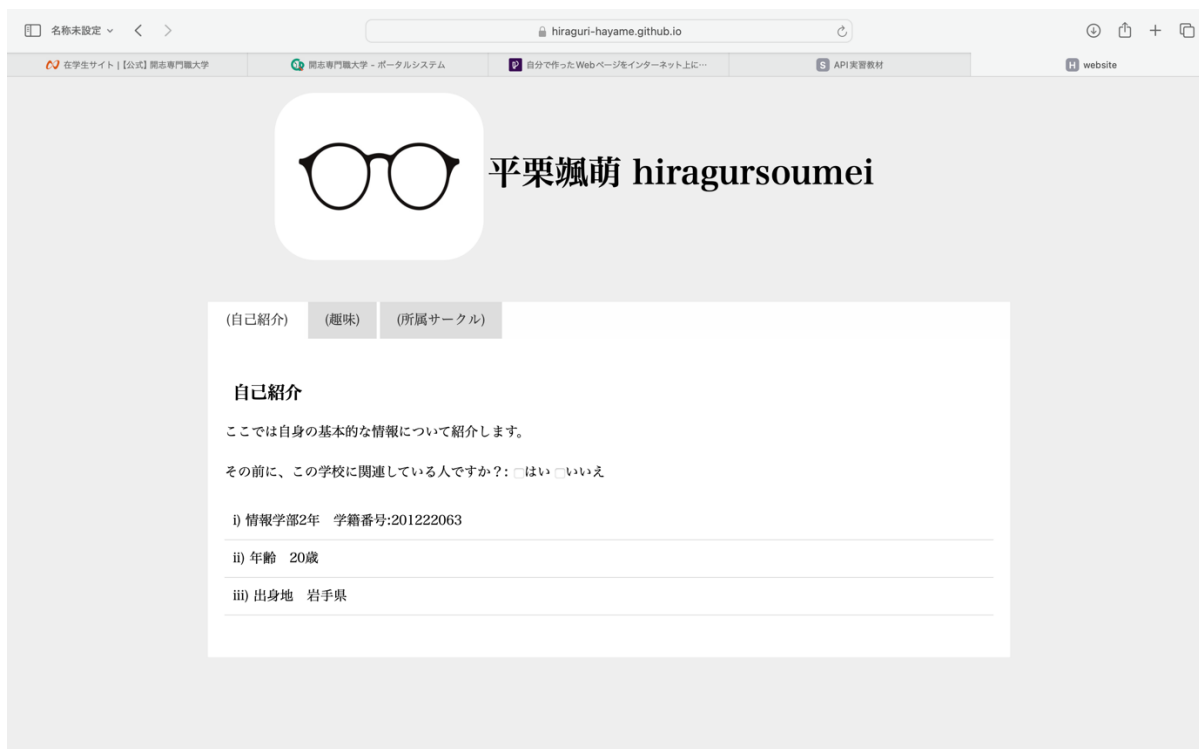 名称未設定
hiraguri-hayame.github.io
在学生サイト | 【公式】開志専門職大学
開志専門職大学 - ポータルシステム
自分で作ったWebページをインターネット上に…
S API実習教材
H website
平栗颯萌 hiragursoumei
(自己紹介) (趣味) (所属サークル)
自己紹介
ここでは自身の基本的な情報について紹介します。
その前に、この学校に関連している人ですか？: はい いいえ
i) 情報学部2年　学籍番号:201222063
ii) 年齢　20歳
iii) 出身地　岩手県